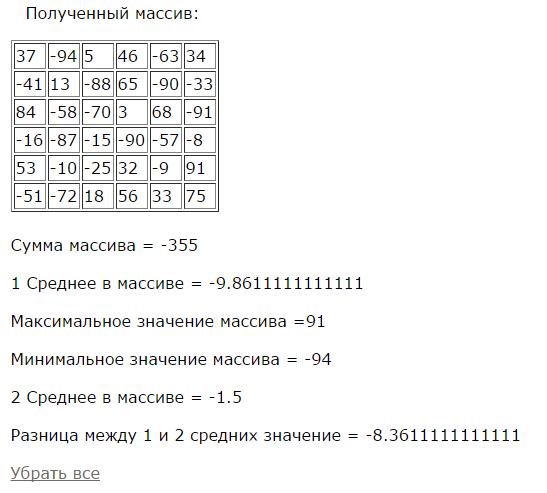 Полученный массив:
37 -94 5 46 -63 34
-41 13 -88 65 -90 -33
84 -58 -70 3 68 -91
-16 -87 -15 -90 -57 -8
53 -10 -25 32 -9 91
-51 -72 18 56 33 75
Сумма массива = -355
1 Среднее в массиве = -9.8611111111111
Максимальное значение массива =91
Минимальное значение массива = -94
2 Среднее в массиве = -1.5
Разница между 1 и 2 средних значение = -8.3611111111111
Убрать все